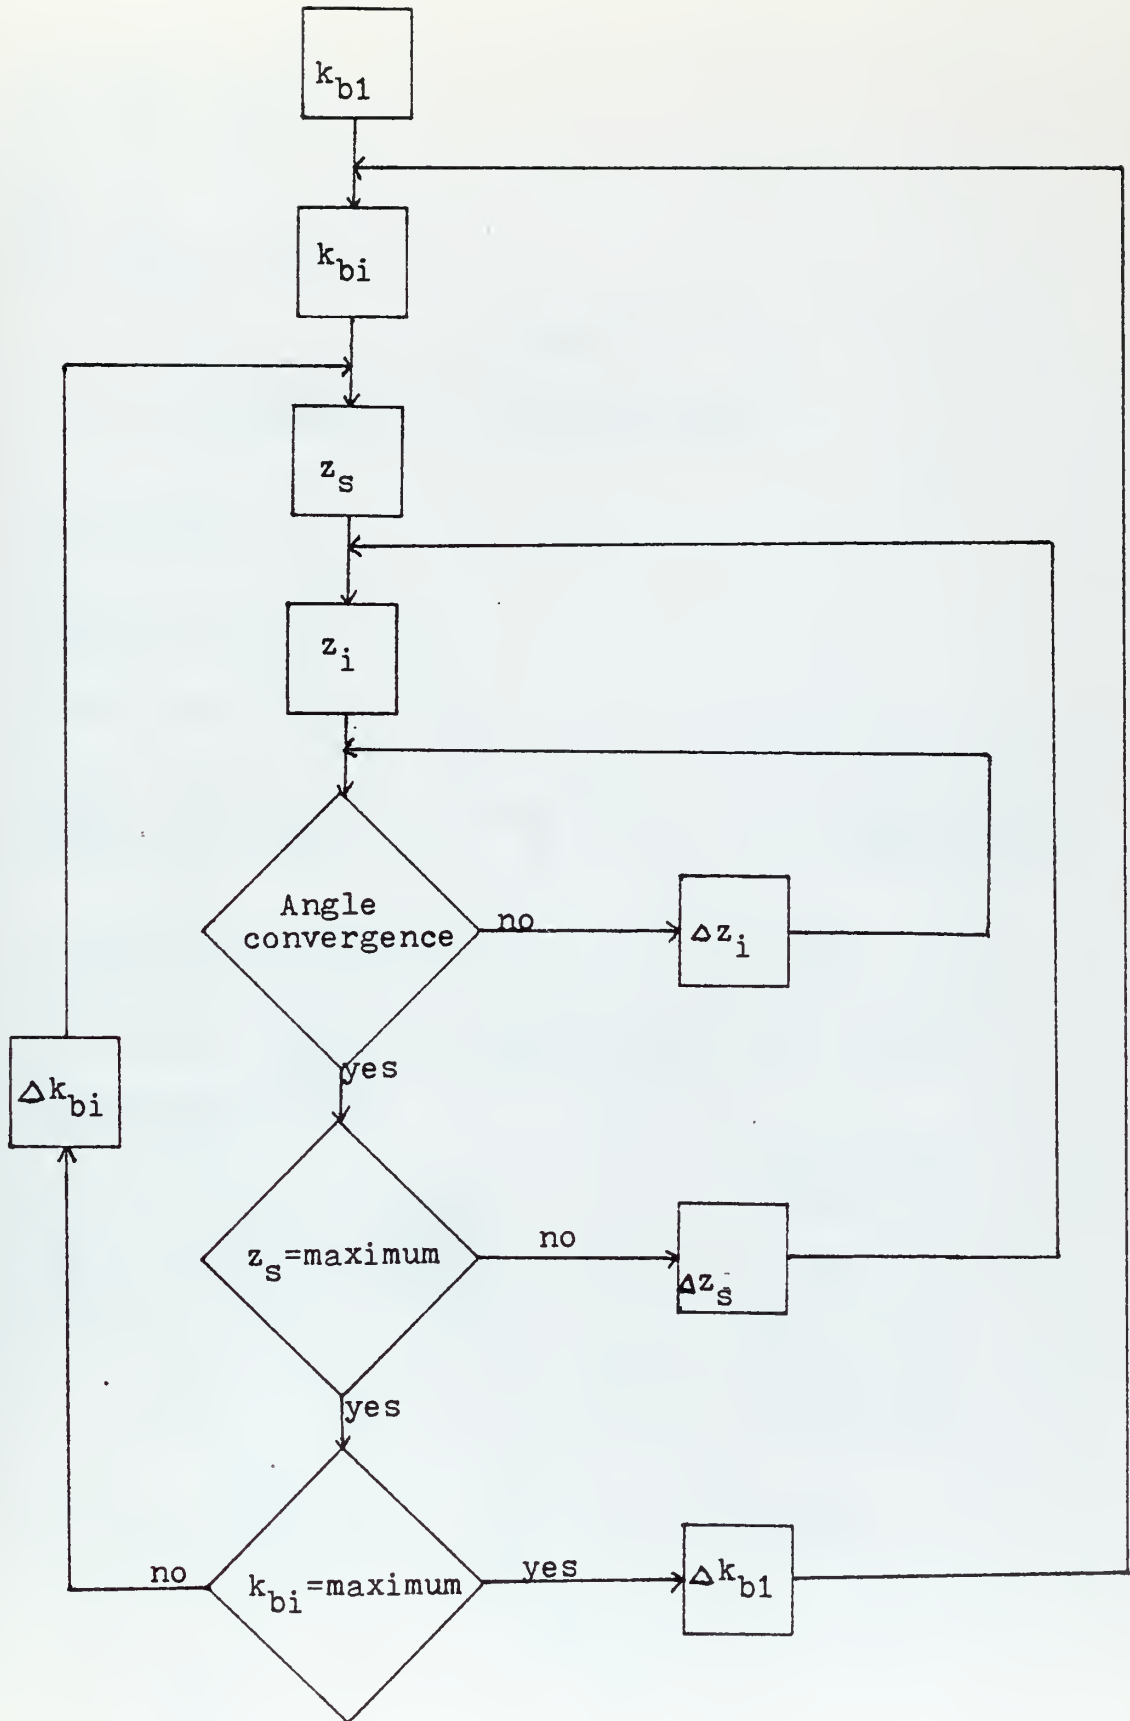 k_b1
k_bi
z_s
z_i
Angle
convergence
no
Δz_i
yes
Δk_bi
z_s=maximum
no
Δz_s
yes
no
k_bi=maximum
yes
Δk_b1